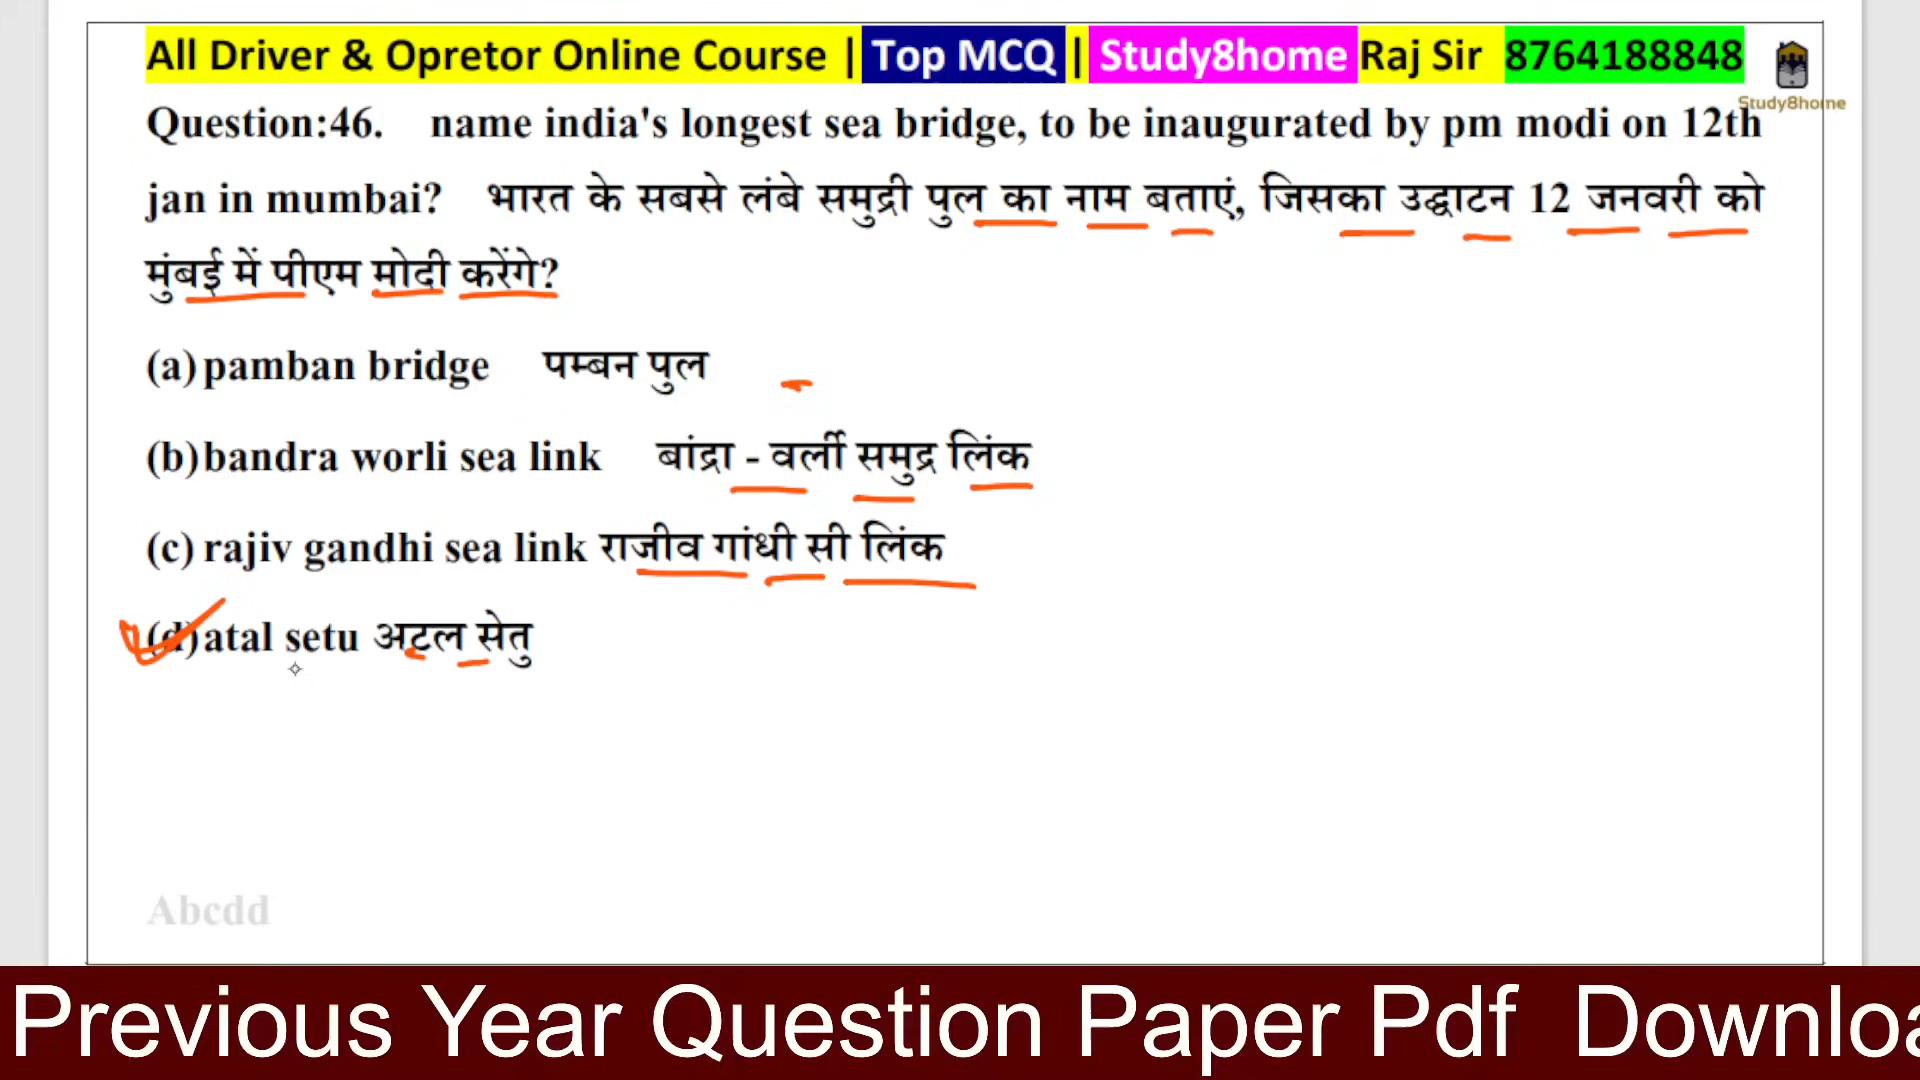 All Driver & Opretor Online Course | Top MCQ | Study8home Raj Sir 8764188848
Study8home
Question:46. name india's longest sea bridge, to be inaugurated by pm modi on 12th
jan in mumbai? भारत के सबसे लंबे समुद्री पुल का नाम बताएं, जिसका उद्घाटन 12 जनवरी को
मुंबई में पीएम मोदी करेंगे?
(a) pamban bridge पम्बन पुल
(b) bandra worli sea link बांद्रा - वर्ली समुद्र लिंक
(c) rajiv gandhi sea link राजीव गांधी सी लिंक
(d) atal setu अटल सेतु
Abcdd
Previous Year Question Paper Pdf Downloa